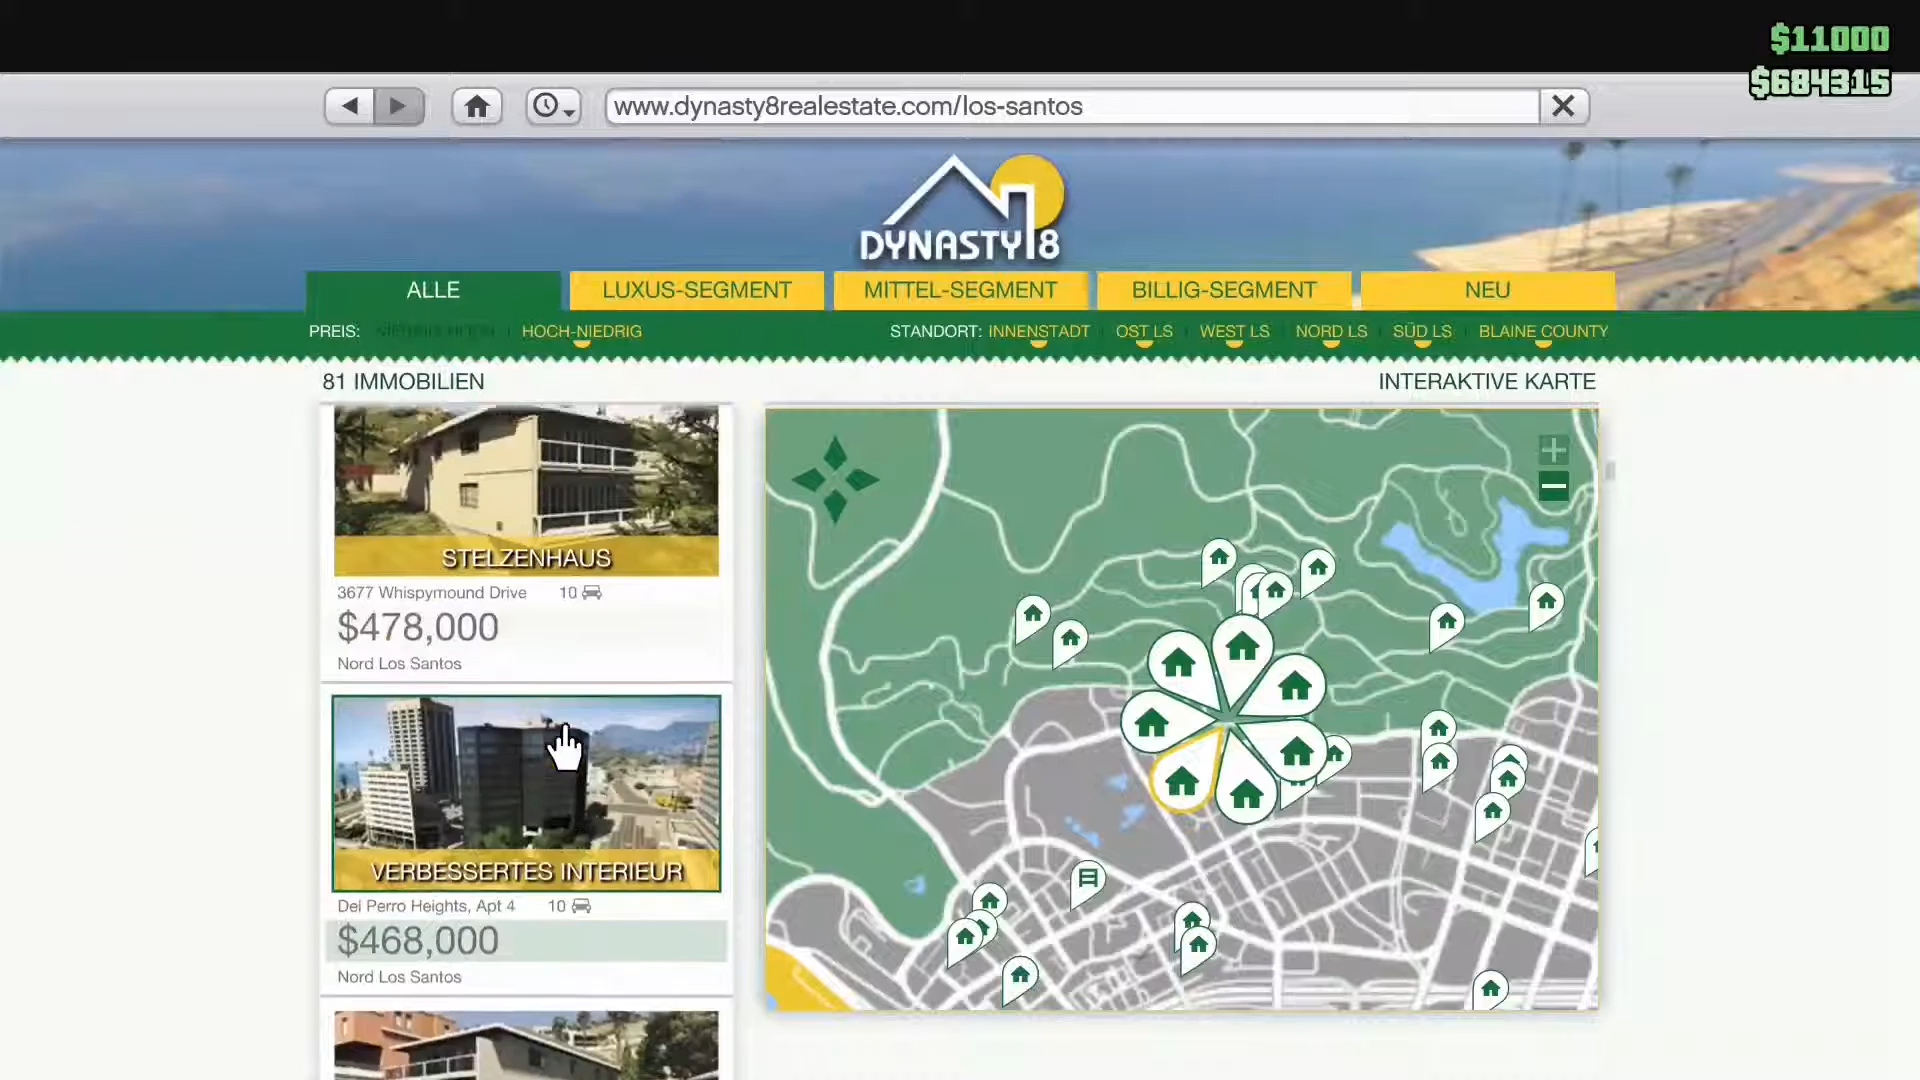 $11000
$684315
www.dynasty8realestate.com/los-santos
DYNASTY 8
ALLE
LUXUS-SEGMENT
MITTEL-SEGMENT
BILLIG-SEGMENT
NEU
PREIS: NIEDRIG-HOCH HOCH-NIEDRIG
STANDORT: INNENSTADT OST LS WEST LS NORD LS SÜD LS BLAINE COUNTY
81 IMMOBILIEN
INTERAKTIVE KARTE
STELZENHAUS
3677 Whispymound Drive 10
$478,000
Nord Los Santos
VERBESSERTES INTERIEUR
Del Perro Heights, Apt 4 10
$468,000
Nord Los Santos